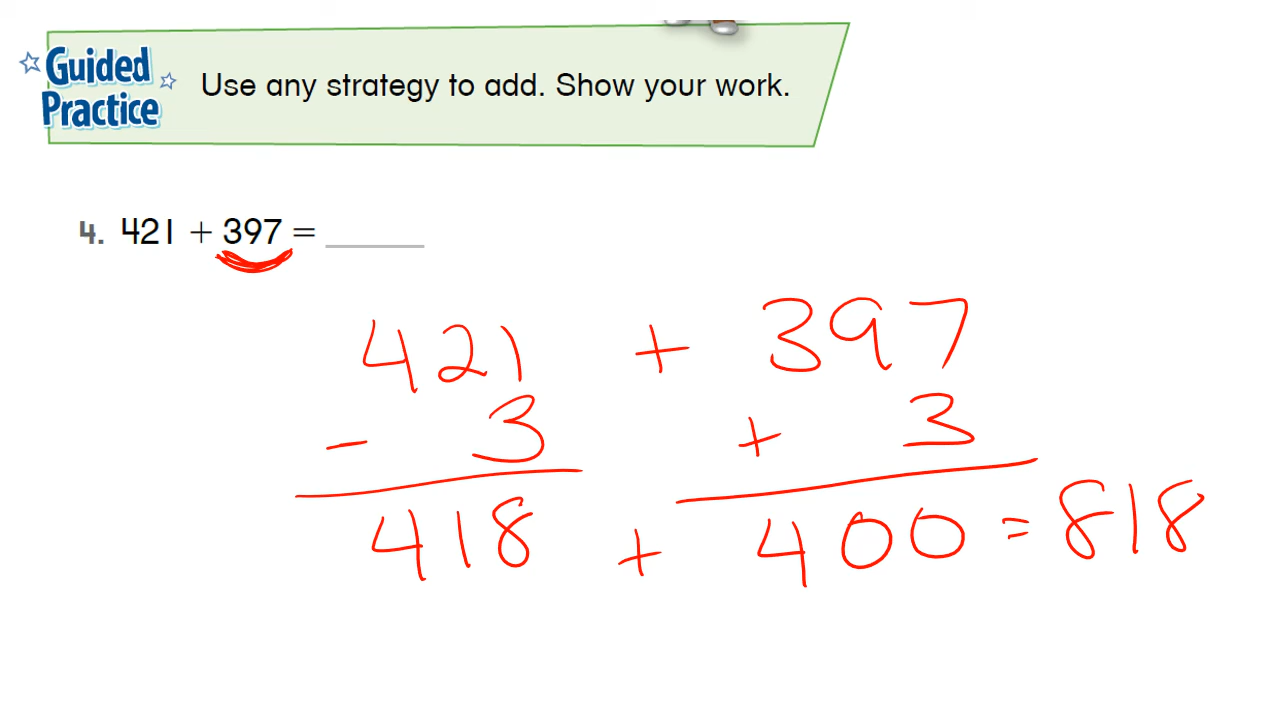 Guided
Practice
Use any strategy to add. Show your work.
4. 421 + 397 = ______
421 + 397
- 3 + 3
418 + 400 = 818